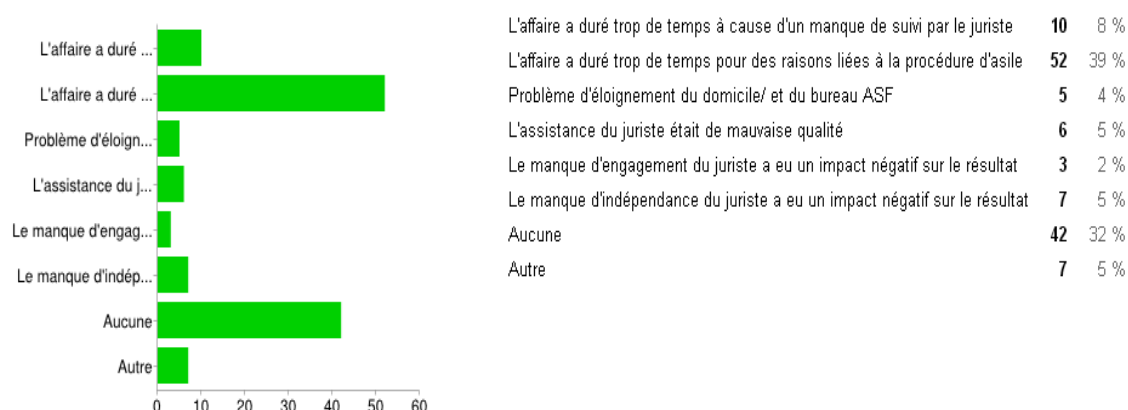 L'affaire a duré ...
L'affaire a duré ...
Problème d'éloign...
L'assistance du j...
Le manque d'engag...
Le manque d'indép...
Aucune
Autre
0 10 20 30 40 50 60
L'affaire a duré trop de temps à cause d'un manque de suivi par le juriste 10 8 %
L'affaire a duré trop de temps pour des raisons liées à la procédure d'asile 52 39 %
Problème d'éloignement du domicile/ et du bureau ASF 5 4 %
L'assistance du juriste était de mauvaise qualité 6 5 %
Le manque d'engagement du juriste a eu un impact négatif sur le résultat 3 2 %
Le manque d'indépendance du juriste a eu un impact négatif sur le résultat 7 5 %
Aucune 42 32 %
Autre 7 5 %